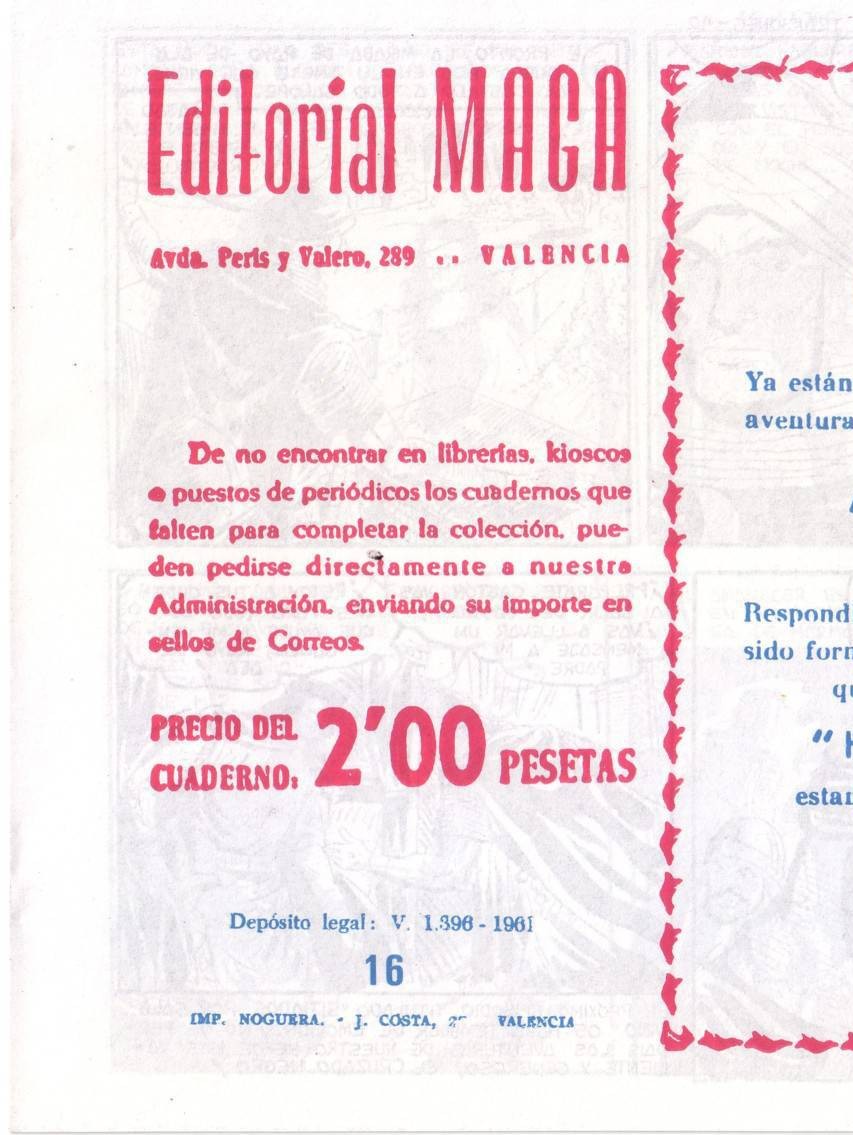 Editorial MAGA
Avda. Peris y Valero, 289 .. VALENCIA
De no encontrar en librerías, kioscos
o puestos de periódicos los cuadernos que
falten para completar la colección, pue-
den pedirse directamente a nuestra
Administración, enviando su importe en
sellos de Correos.
PRECIO DEL
CUADERNO: 2'00 PESETAS
Depósito legal: V. 1.396 - 1961
16
IMP. NOGUERA. - J. COSTA, VALENCIA
Ya están
aventura
Respond
sido form
qu
"H
estan